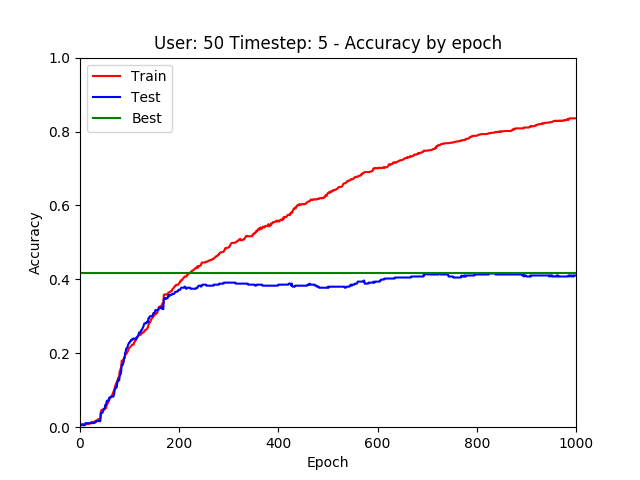 User: 50 Timestep: 5 - Accuracy by epoch
Train
Test
Best
Accuracy
1.0
0.8
0.6
0.4
0.2
0.0
0 200 400 600 800 1000
Epoch